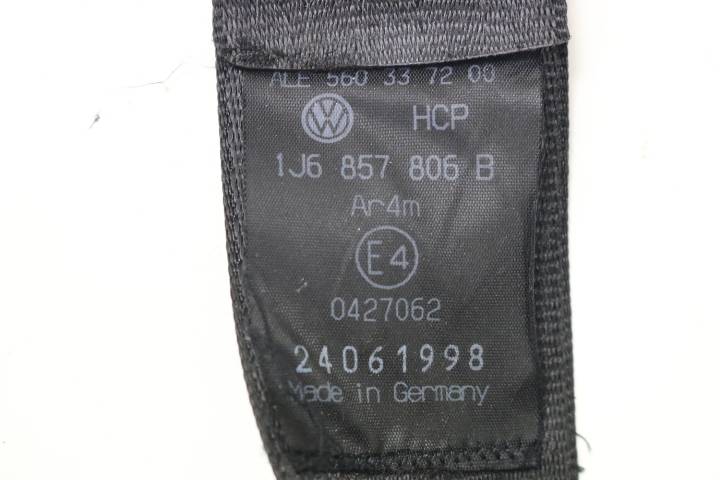 ALE 560 33 72 00
HCP
1J6 857 806 B
Ar4m
E4
0427062
24061998
Made in Germany